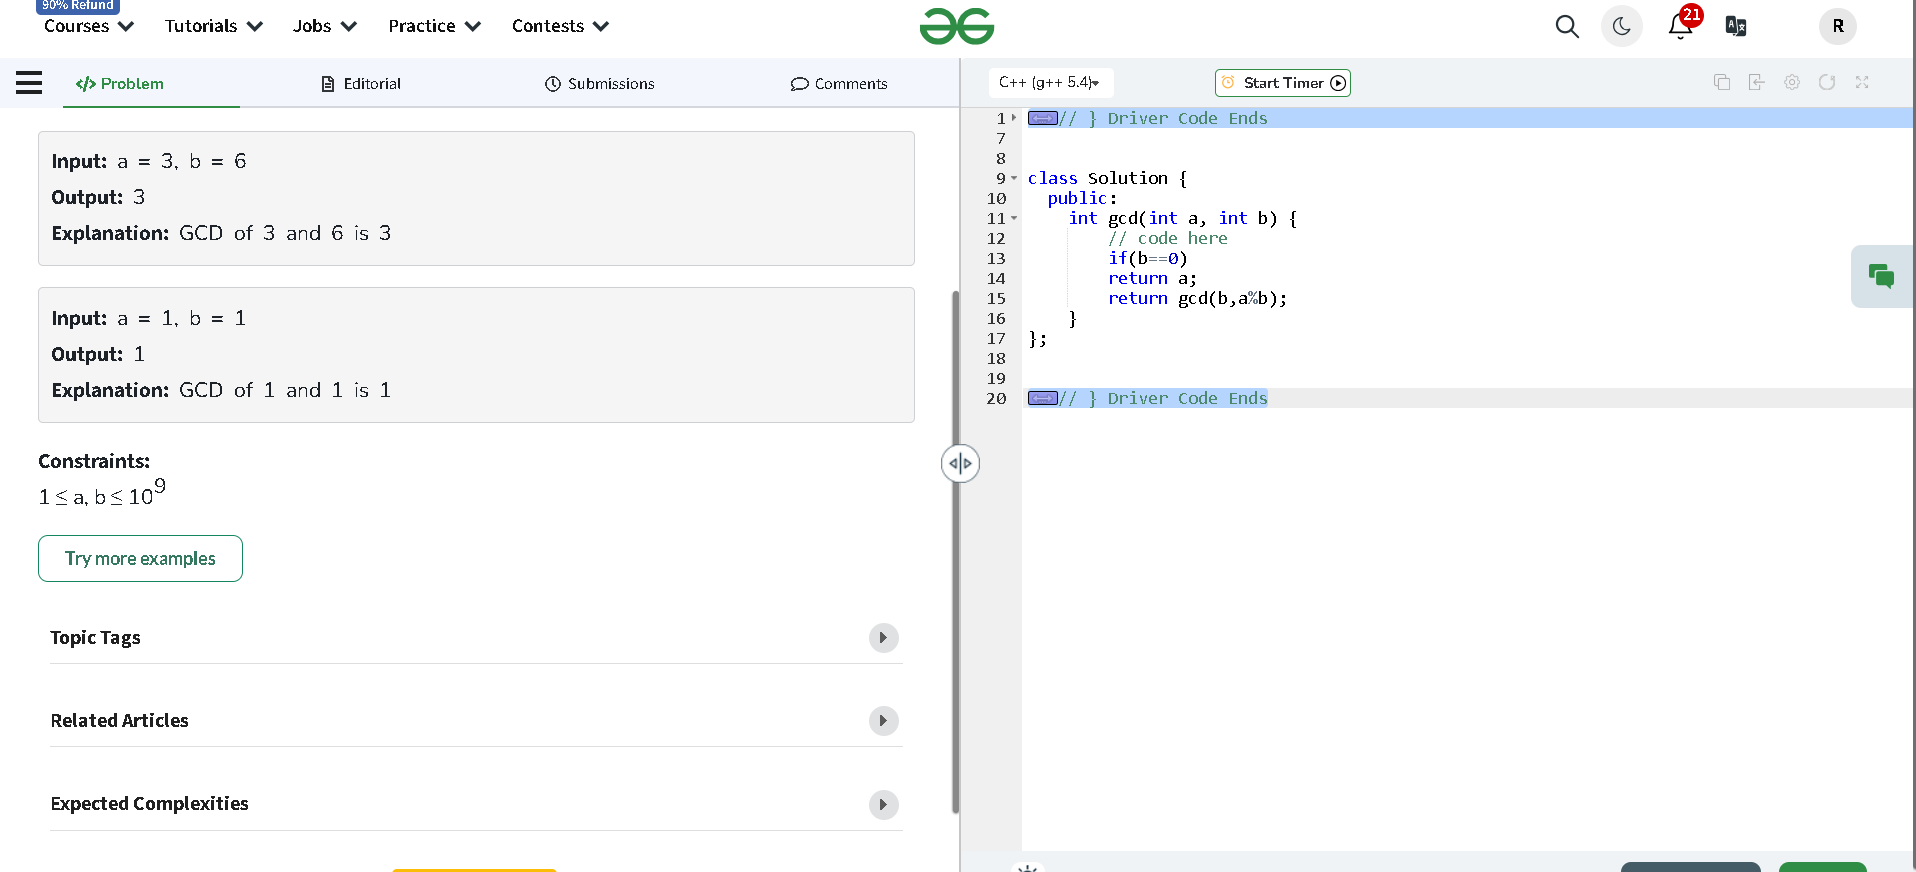 90% Refund
Courses Tutorials Jobs Practice Contests
21
R
</> Problem Editorial Submissions Comments
Input: a = 3, b = 6
Output: 3
Explanation: GCD of 3 and 6 is 3
Input: a = 1, b = 1
Output: 1
Explanation: GCD of 1 and 1 is 1
Constraints:
1 ≤ a, b ≤ 10⁹
Try more examples
Topic Tags
Related Articles
Expected Complexities
C++ (g++ 5.4)
Start Timer
1 // } Driver Code Ends
7
8
9 class Solution {
10 public:
11 int gcd(int a, int b) {
12 // code here
13 if(b==0)
14 return a;
15 return gcd(b,a%b);
16 }
17 };
18
19
20 // } Driver Code Ends